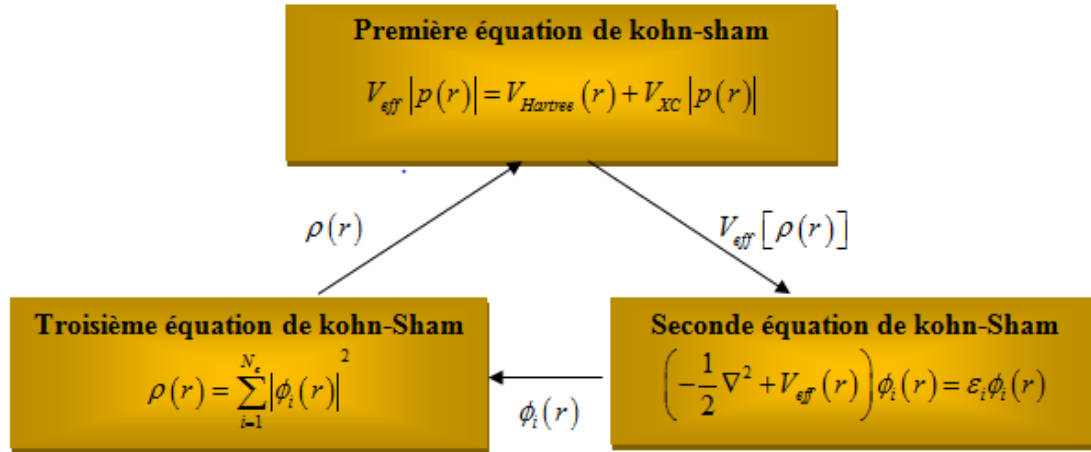 Première équation de kohn-sham
V_eff |p(r)| = V_Hartree (r) + V_XC |p(r)|
ρ(r)
V_eff [ρ(r)]
Troisième équation de kohn-Sham
ρ(r) = ∑_{i=1}^{N_e} |ϕ_i(r)|^2
Seconde équation de kohn-Sham
(-1/2 ∇^2 + V_eff (r)) ϕ_i(r) = ε_i ϕ_i(r)
ϕ_i(r)